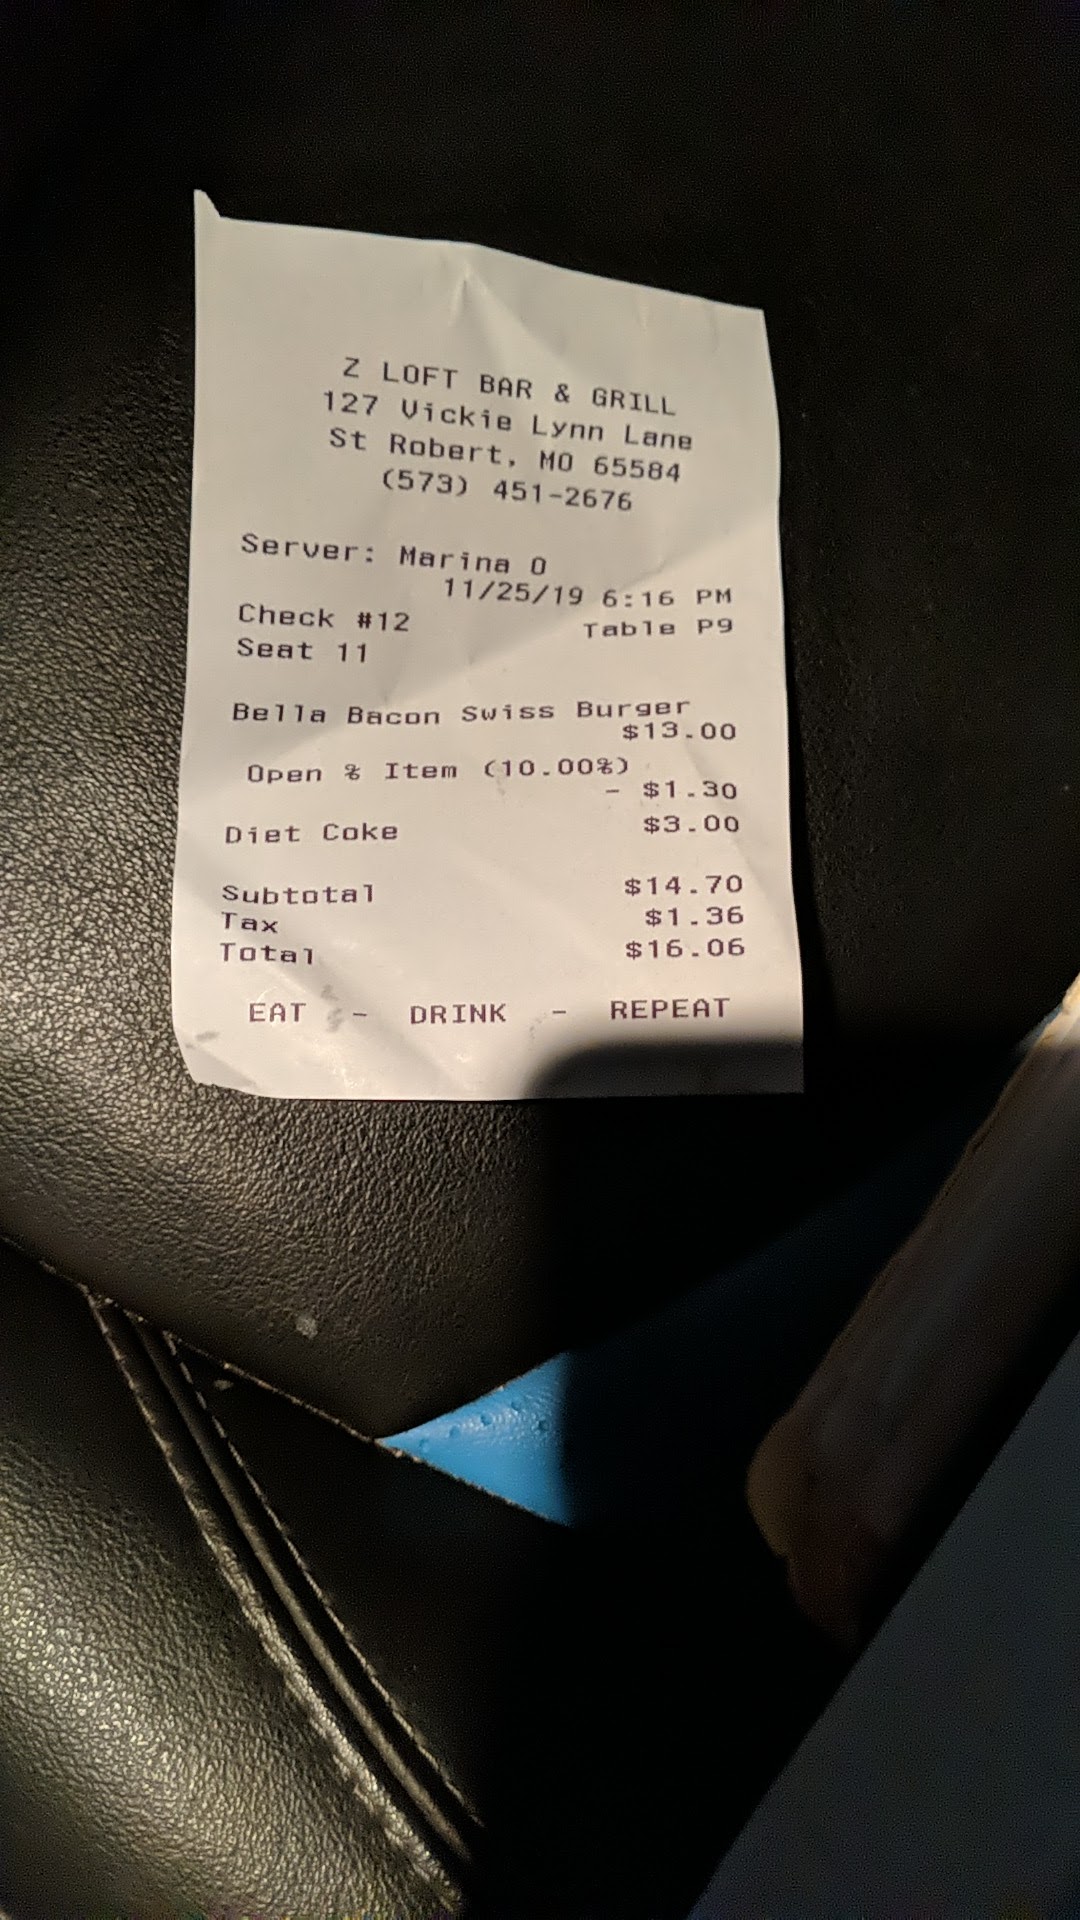 Z LOFT BAR & GRILL
127 Vickie Lynn Lane
St Robert, MO 65584
(573) 451-2676
Server: Marina O
11/25/19 6:16 PM
Check #12 Table P9
Seat 11
Bella Bacon Swiss Burger
$13.00
Open % Item (10.00%)
- $1.30
Diet Coke $3.00
Subtotal $14.70
Tax $1.36
Total $16.06
EAT - DRINK - REPEAT